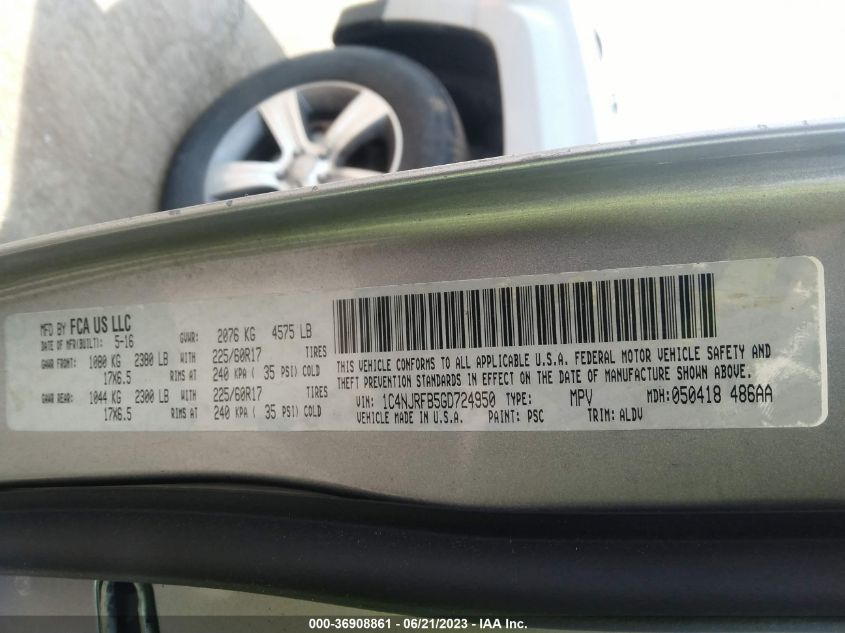 MFD BY FCA US LLC
DATE OF MFR(BUILT): 5-16 GVWR: 2076 KG 4575 LB
GAWR FRONT: 1080 KG 2380 LB WITH 225/60R17 TIRES
17X6.5 RIMS AT 240 KPA ( 35 PSI) COLD
GAWR REAR: 1044 KG 2300 LB WITH 225/60R17 TIRES
17X6.5 RIMS AT 240 KPA ( 35 PSI) COLD
THIS VEHICLE CONFORMS TO ALL APPLICABLE U.S.A. FEDERAL MOTOR VEHICLE SAFETY AND
THEFT PREVENTION STANDARDS IN EFFECT ON THE DATE OF MANUFACTURE SHOWN ABOVE.
VIN: 1C4NJRFB5GD724950 TYPE: MPV MDH: 050418 486AA
VEHICLE MADE IN U.S.A. PAINT: PSC TRIM: ALDV
000-36908861 - 06/21/2023 - IAA Inc.